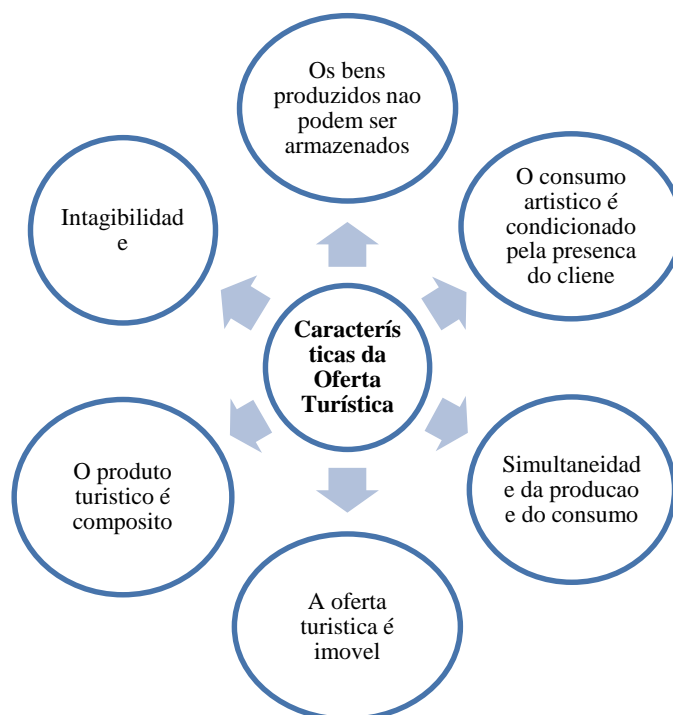 Os bens
produzidos nao
podem ser
armazenados
O consumo
artistico é
condicionado
pela presenca
do cliene
Simultaneidad
e da producao
e do consumo
A oferta
turistica é
imovel
O produto
turistico é
composito
Intagibilidad
e
Caracterís
ticas da
Oferta
Turística